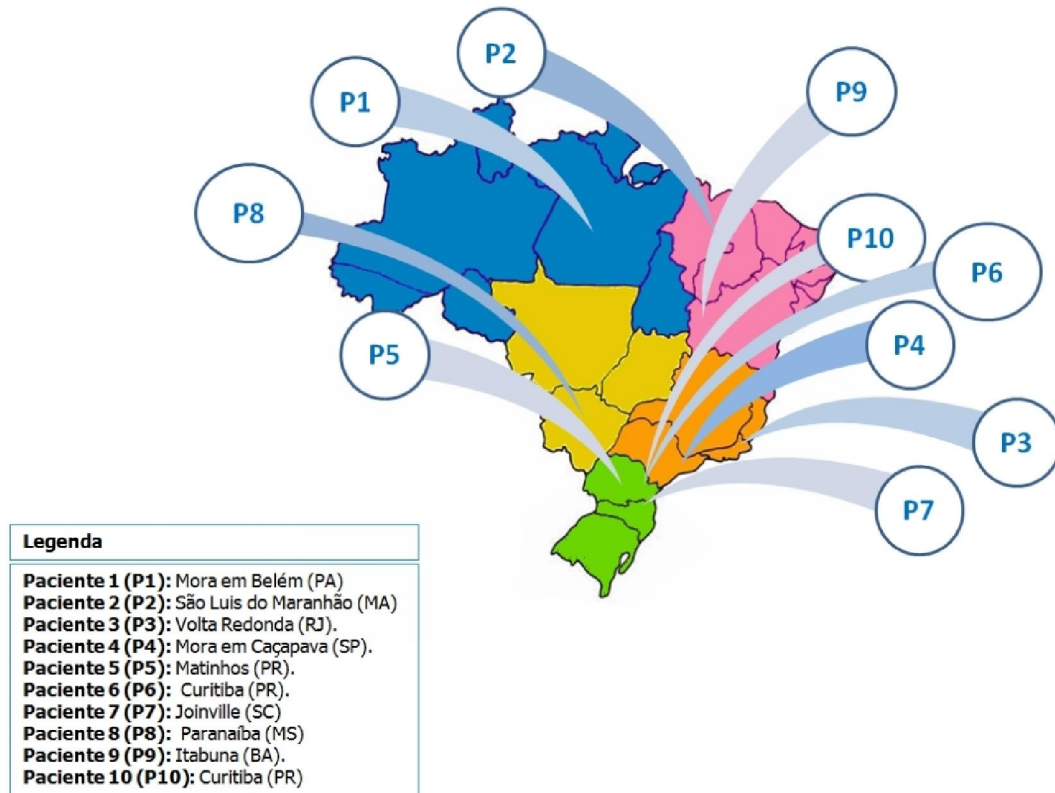 P2
P9
P1
P8
P10
P6
P5
P4
P3
P7
Legenda
Paciente 1 (P1): Mora em Belém (PA)
Paciente 2 (P2): São Luis do Maranhão (MA)
Paciente 3 (P3): Volta Redonda (RJ).
Paciente 4 (P4): Mora em Caçapava (SP).
Paciente 5 (P5): Matinhos (PR).
Paciente 6 (P6): Curitiba (PR).
Paciente 7 (P7): Joinville (SC)
Paciente 8 (P8): Paranaíba (MS)
Paciente 9 (P9): Itabuna (BA).
Paciente 10 (P10): Curitiba (PR)